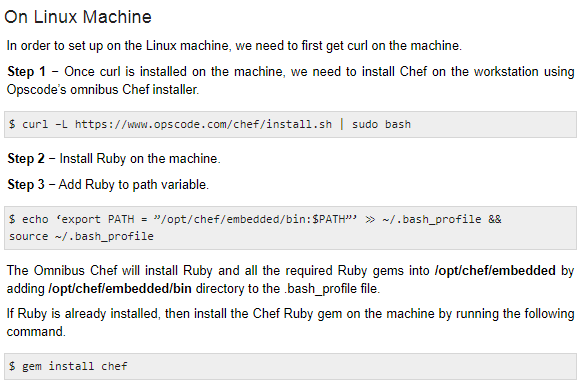 On Linux Machine
In order to set up on the Linux machine, we need to first get curl on the machine.
Step 1 − Once curl is installed on the machine, we need to install Chef on the workstation using
Opscode's omnibus Chef installer.
$ curl –L https://www.opscode.com/chef/install.sh | sudo bash
Step 2 − Install Ruby on the machine.
Step 3 − Add Ruby to path variable.
$ echo ‘export PATH = ”/opt/chef/embedded/bin:$PATH”’ ≫ ~/.bash_profile &&
source ~/.bash_profile
The Omnibus Chef will install Ruby and all the required Ruby gems into /opt/chef/embedded by
adding /opt/chef/embedded/bin directory to the .bash_profile file.
If Ruby is already installed, then install the Chef Ruby gem on the machine by running the following
command.
$ gem install chef